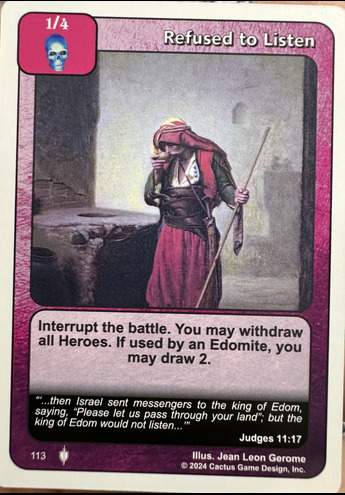 1/4
Refused to Listen
Interrupt the battle. You may withdraw
all Heroes. If used by an Edomite, you
may draw 2.
"'...then Israel sent messengers to the king of Edom,
saying, "Please let us pass through your land"; but the
king of Edom would not listen...'"
Judges 11:17
113
Illus. Jean Leon Gerome
© 2024 Cactus Game Design, Inc.